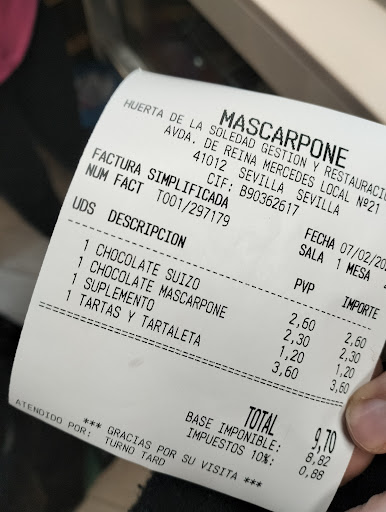 MASCARPONE
HUERTA DE LA SOLEDAD GESTION Y RESTAURACIO
AVDA. DE REINA MERCEDES LOCAL Nº21
41012 SEVILLA SEVILLA
CIF: B90362617
FACTURA SIMPLIFICADA
NUM FACT T001/297179
FECHA 07/02/20
SALA 1 MESA
UDS DESCRIPCION PVP IMPORTE
1 CHOCOLATE SUIZO 2,60 2,60
1 CHOCOLATE MASCARPONE 2,30 2,30
1 SUPLEMENTO 1,20 1,20
1 TARTAS Y TARTALETA 3,60 3,60
TOTAL 9,70
BASE IMPONIBLE: 8,82
IMPUESTOS 10%: 0,88
*** GRACIAS POR SU VISITA ***
ATENDIDO POR: TURNO TARD